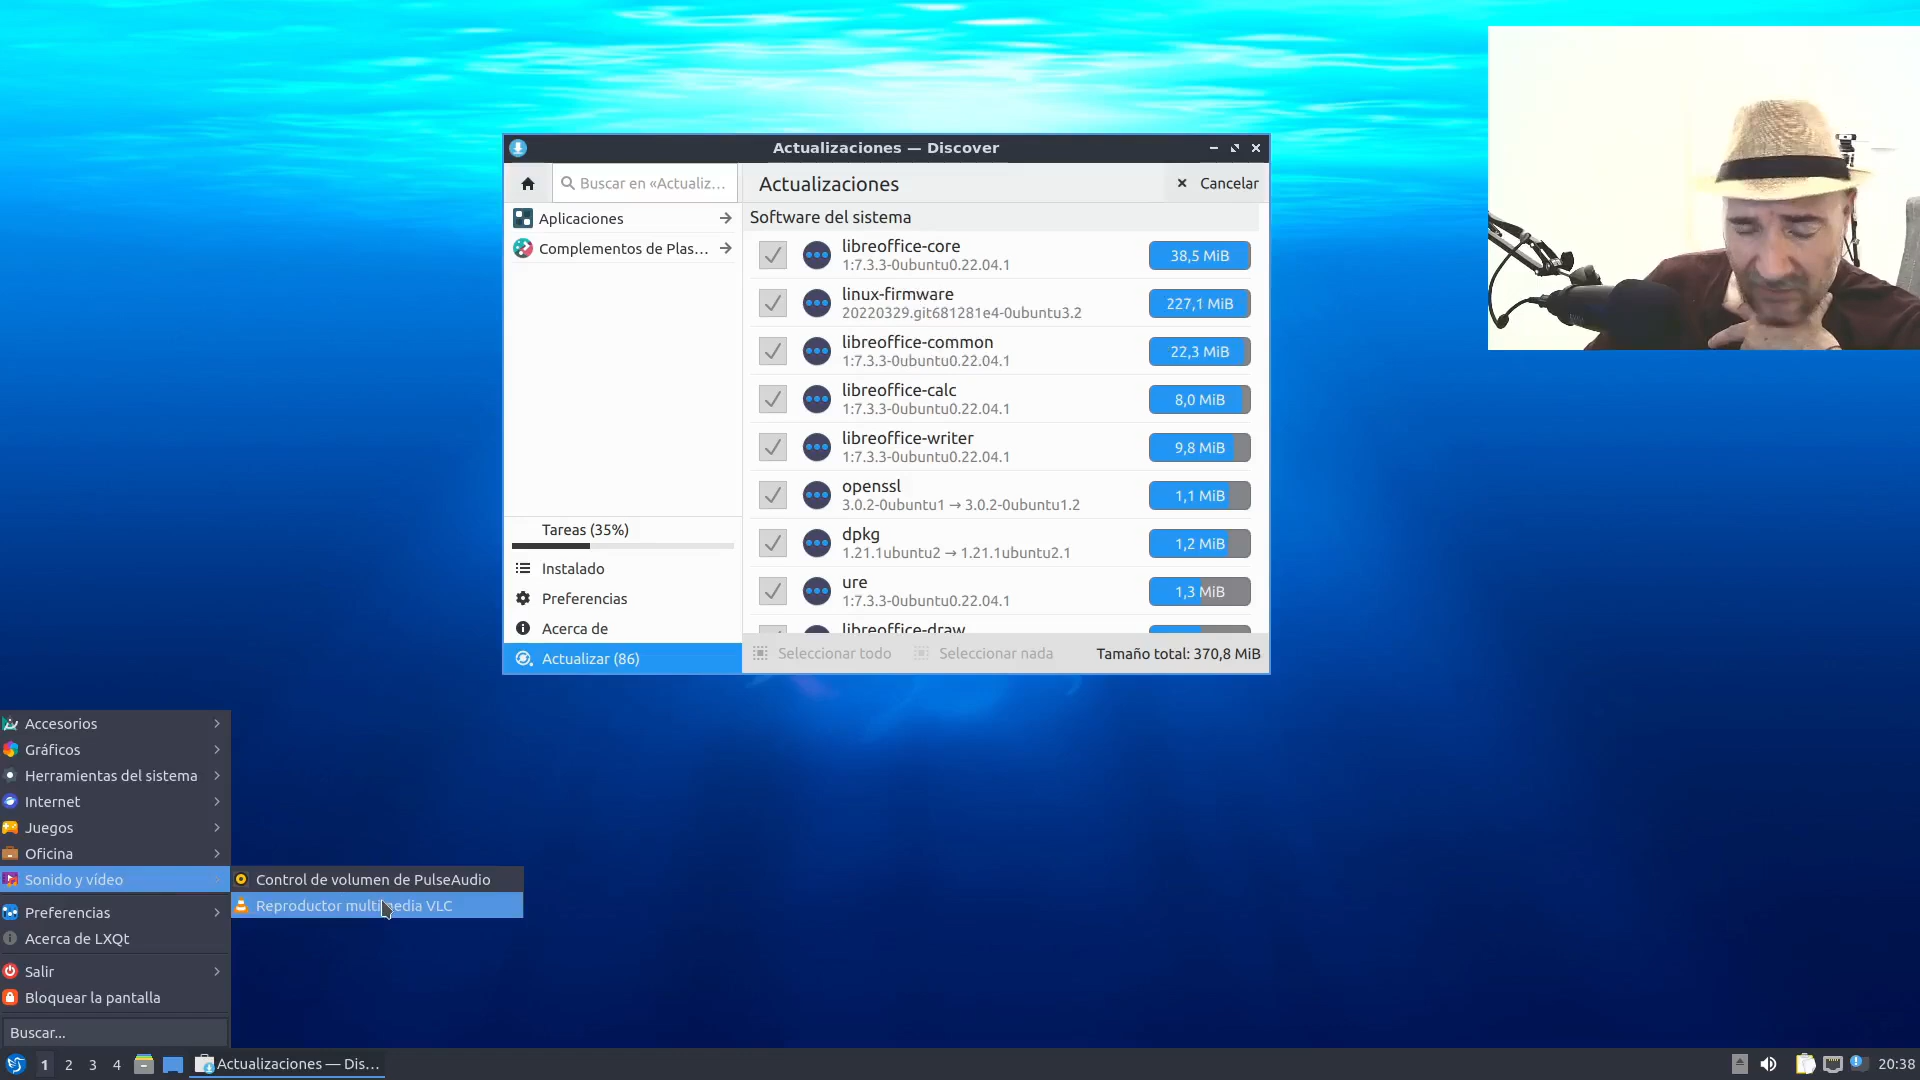 Actualizaciones — Discover
Buscar en «Actualiz...
Actualizaciones
Cancelar
Aplicaciones
Complementos de Plas...
Software del sistema
libreoffice-core
1:7.3.3-0ubuntu0.22.04.1
38,5 MiB
linux-firmware
20220329.git681281e4-0ubuntu3.2
227,1 MiB
libreoffice-common
1:7.3.3-0ubuntu0.22.04.1
22,3 MiB
libreoffice-calc
1:7.3.3-0ubuntu0.22.04.1
8,0 MiB
libreoffice-writer
1:7.3.3-0ubuntu0.22.04.1
9,8 MiB
openssl
3.0.2-0ubuntu1 → 3.0.2-0ubuntu1.2
1,1 MiB
dpkg
1.21.1ubuntu2 → 1.21.1ubuntu2.1
1,2 MiB
ure
1:7.3.3-0ubuntu0.22.04.1
1,3 MiB
libreoffice-draw
Tareas (35%)
Instalado
Preferencias
Acerca de
Actualizar (86)
Seleccionar todo
Seleccionar nada
Tamaño total: 370,8 MiB
Accesorios
Gráficos
Herramientas del sistema
Internet
Juegos
Oficina
Sonido y vídeo
Control de volumen de PulseAudio
Reproductor multimedia VLC
Preferencias
Acerca de LXQt
Salir
Bloquear la pantalla
Buscar...
1 2 3 4
Actualizaciones — Dis...
20:38